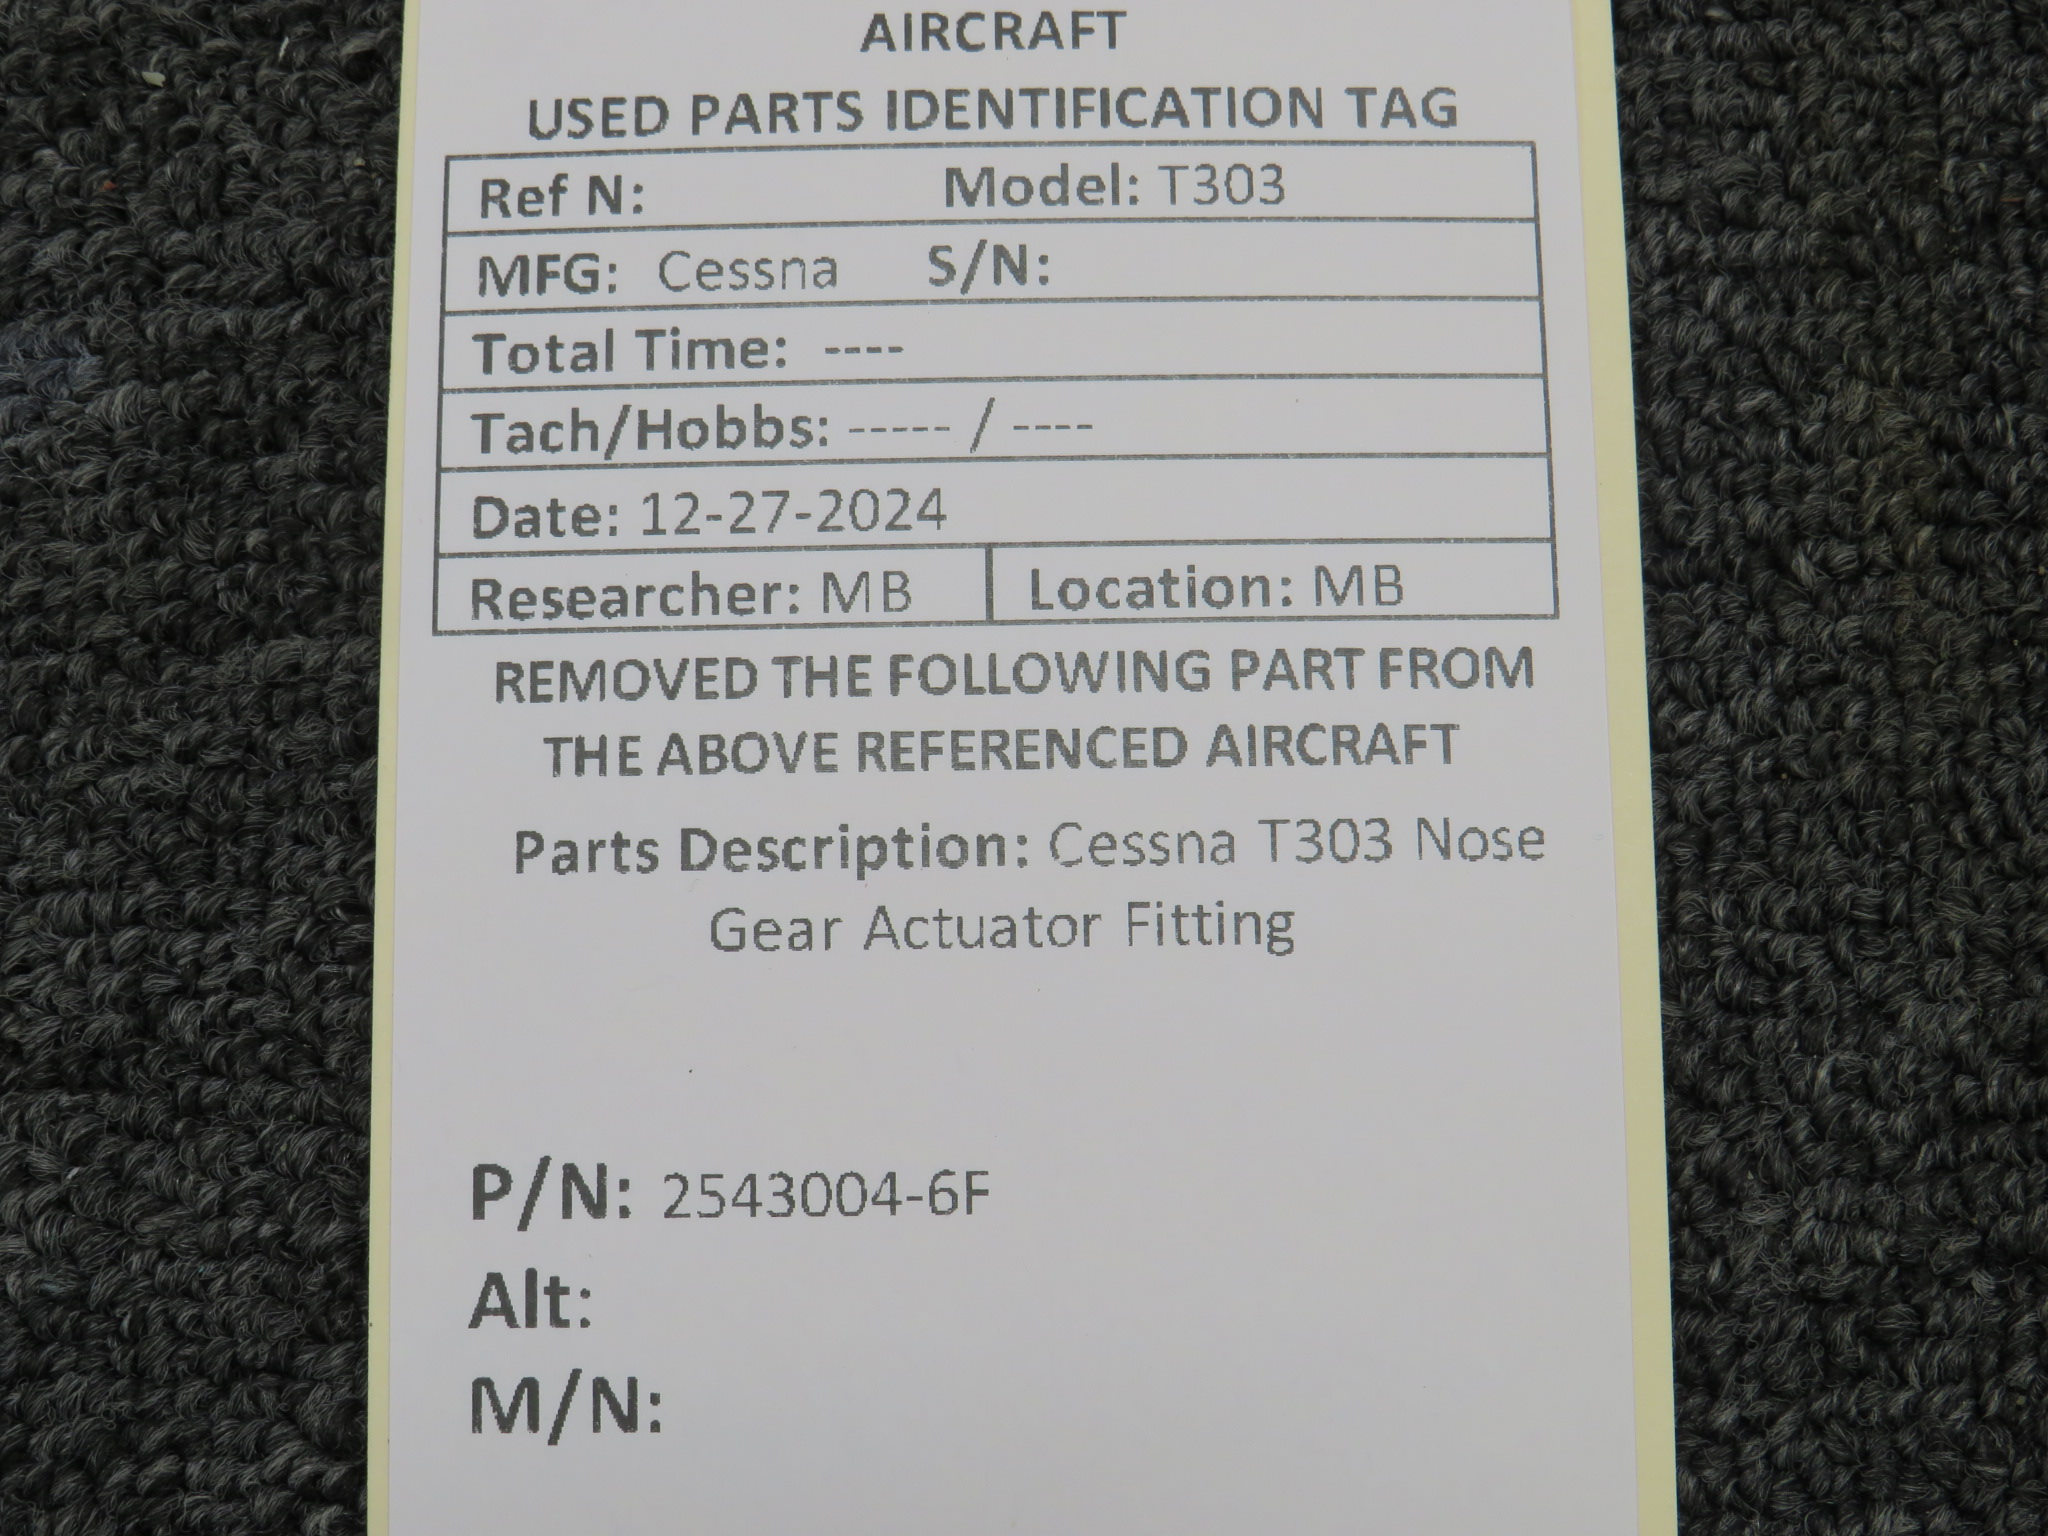 AIRCRAFT
USED PARTS IDENTIFICATION TAG
Ref N: Model: T303
MFG: Cessna S/N:
Total Time: ----
Tach/Hobbs: ----- / ----
Date: 12-27-2024
Researcher: MB Location: MB
REMOVED THE FOLLOWING PART FROM
THE ABOVE REFERENCED AIRCRAFT
Parts Description: Cessna T303 Nose
Gear Actuator Fitting
P/N: 2543004-6F
Alt:
M/N: